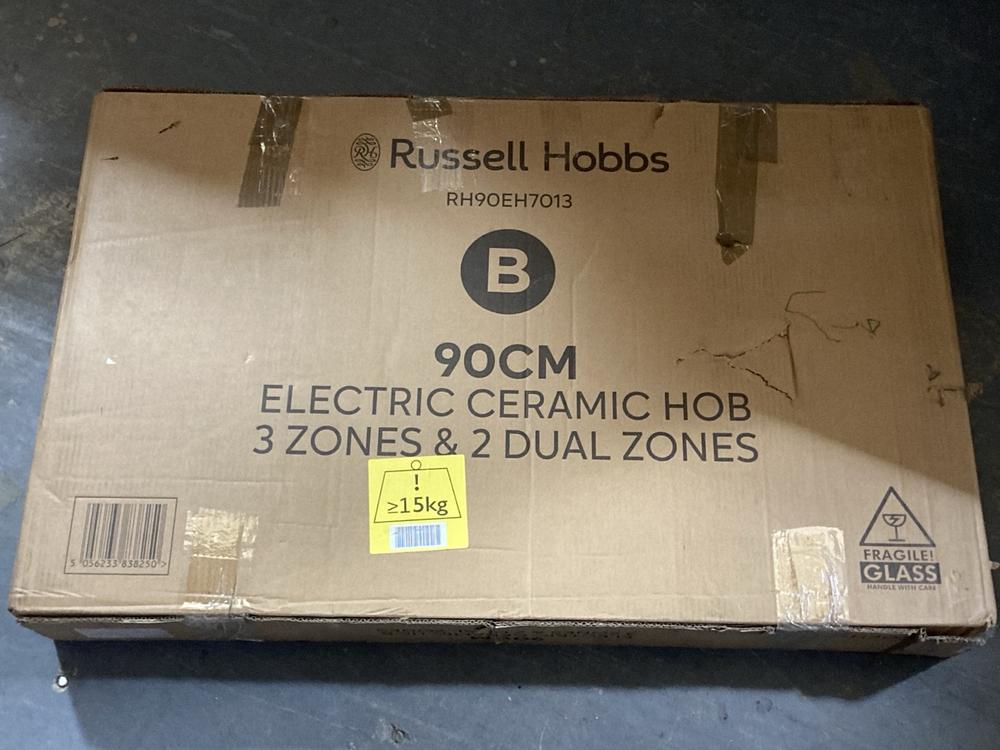 RH Russell Hobbs
RH90EH7013
B
90CM
ELECTRIC CERAMIC HOB
3 ZONES & 2 DUAL ZONES
!
≥15kg
5 056233 838250 >
FRAGILE!
GLASS
HANDLE WITH CARE